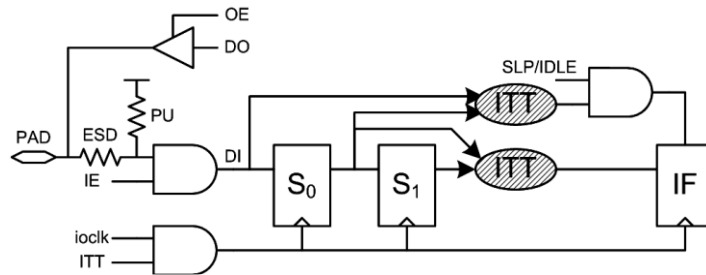 OE
DO
SLP/IDLE
ITT
PU
PAD
ESD
DI
IE
S0
S1
ITT
IF
ioclk
ITT